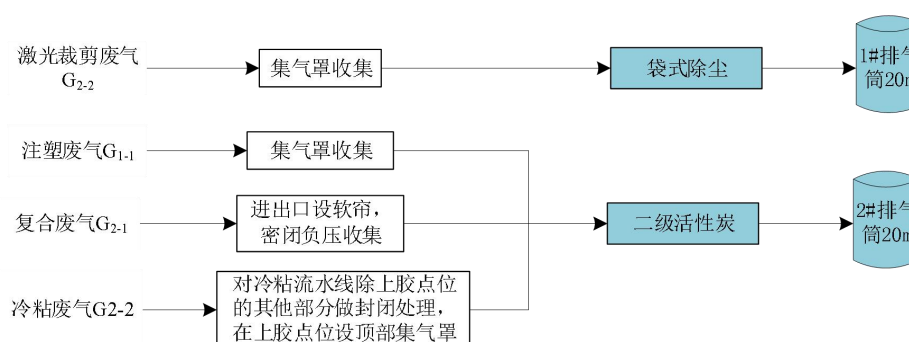 激光裁剪废气
G2-2
集气罩收集
袋式除尘
1#排气
筒20m
注塑废气G1-1
集气罩收集
复合废气G2-1
进出口设软帘，
密闭负压收集
二级活性炭
2#排气
筒20m
冷粘废气G2-2
对冷粘流水线除上胶点位
的其他部分做封闭处理，
在上胶点位设顶部集气罩